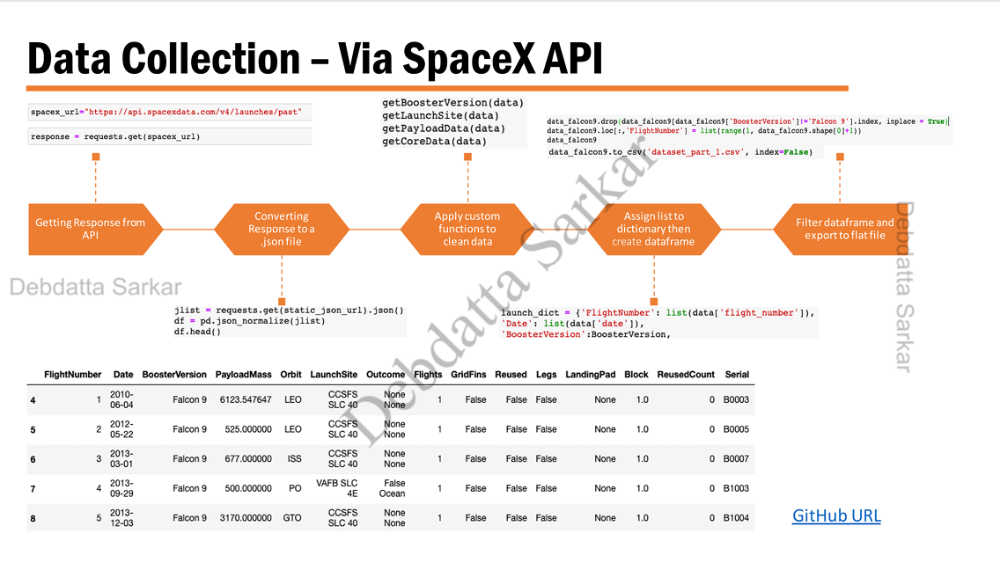 Data Collection – Via SpaceX API
spacex_url="https://api.spacexdata.com/v4/launches/past"
response = requests.get(spacex_url)
getBoosterVersion(data)
getLaunchSite(data)
getPayloadData(data)
getCoreData(data)
data_falcon9.drop(data_falcon9[data_falcon9['BoosterVersion']!='Falcon 9'].index, inplace = True)
data_falcon9.loc[:,'FlightNumber'] = list(range(1, data_falcon9.shape[0]+1))
data_falcon9
data_falcon9.to_csv('dataset_part_1.csv', index=False)
Getting Response from
API
Converting
Response to a
.json file
Apply custom
functions to
clean data
Assign list to
dictionary then
create dataframe
Filter dataframe and
export to flat file
Debdatta Sarkar
Debdatta Sarkar
Debdatta Sarkar
jlist = requests.get(static_json_url).json()
df = pd.json_normalize(jlist)
df.head()
launch_dict = {'FlightNumber': list(data['flight_number']),
'Date': list(data['date']),
'BoosterVersion':BoosterVersion,
FlightNumber Date BoosterVersion PayloadMass Orbit LaunchSite Outcome Flights GridFins Reused Legs LandingPad Block ReusedCount Serial
4 1 2010-06-04 Falcon 9 6123.547647 LEO CCSFS SLC 40 None None 1 False False False None 1.0 0 B0003
5 2 2012-05-22 Falcon 9 525.000000 LEO CCSFS SLC 40 None None 1 False False False None 1.0 0 B0005
6 3 2013-03-01 Falcon 9 677.000000 ISS CCSFS SLC 40 None None 1 False False False None 1.0 0 B0007
7 4 2013-09-29 Falcon 9 500.000000 PO VAFB SLC 4E False Ocean 1 False False False None 1.0 0 B1003
8 5 2013-12-03 Falcon 9 3170.000000 GTO CCSFS SLC 40 None None 1 False False False None 1.0 0 B1004
GitHub URL